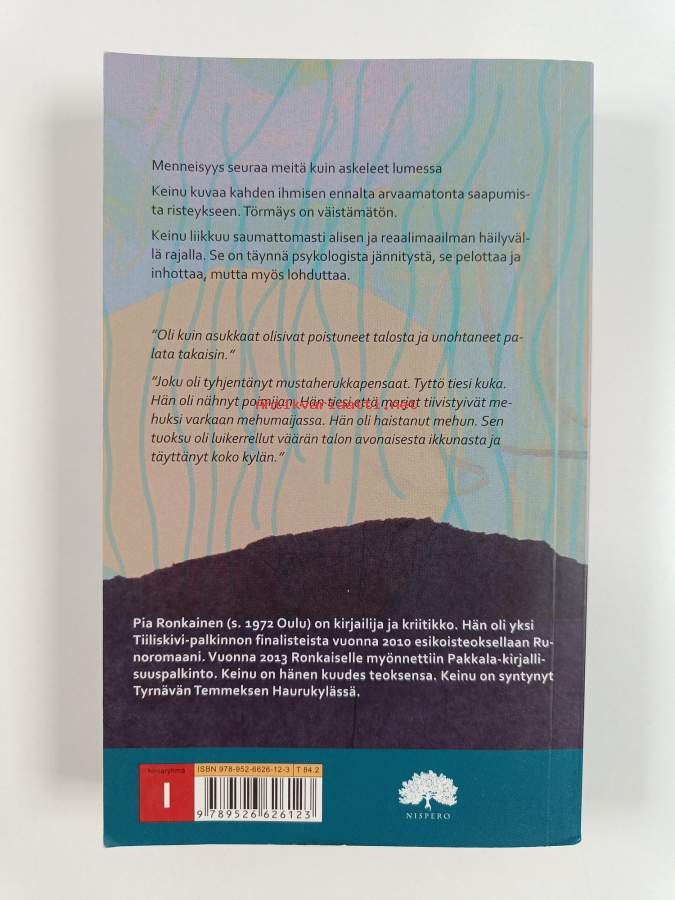 Menneisyys seuraa meitä kuin askeleet lumessa
Keinu kuvaa kahden ihmisen ennalta arvaamatonta saapumis-
ta risteykseen. Törmäys on väistämätön.
Keinu liikkuu saumattomasti alisen ja reaalimaailman häilyväl-
lä rajalla. Se on täynnä psykologista jännitystä, se pelottaa ja
inhottaa, mutta myös lohduttaa.
"Oli kuin asukkaat olisivat poistuneet talosta ja unohtaneet pa-
lata takaisin."
"Joku oli tyhjentänyt mustaherukkapensaat. Tyttö tiesi kuka.
Hän oli nähnyt poimijan. Hän tiesi että marjat tiivistyivät me-
huksi varkaan mehumaijassa. Hän oli haistanut mehun. Sen
tuoksu oli luikerrellut väärän talon avonaisesta ikkunasta ja
täyttänyt koko kylän."
Pia Ronkainen (s. 1972 Oulu) on kirjailija ja kriitikko. Hän oli yksi
Tiiliskivi-palkinnon finalisteista vuonna 2010 esikoisteoksellaan Ru-
noromaani. Vuonna 2013 Ronkaiselle myönnettiin Pakkala-kirjalli-
suuspalkinto. Keinu on hänen kuudes teoksensa. Keinu on syntynyt
Tyrnävän Temmeksen Haurukylässä.
ISBN 978-952-6626-12-3 T 84.2
I
9 789526 626123
NISPERO